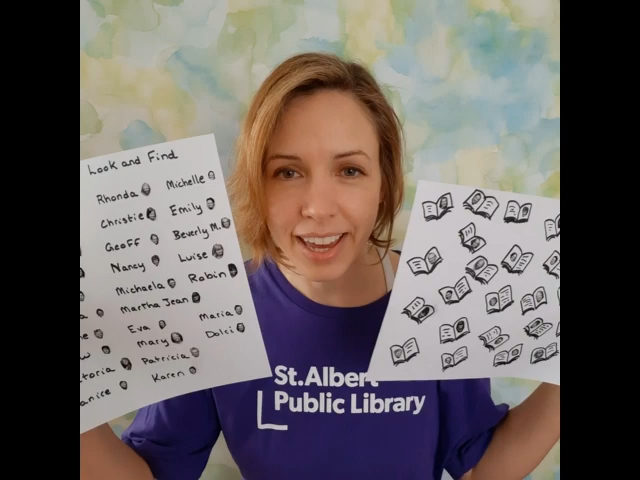 Look and Find
Rhonda Michelle
Christie Emily
Geoff Beverly M.
Nancy Luise
Michaela Robin
Martha Jean
Eva Maria
Mary Dolci
Patricia
Karen
St.Albert
Public Library